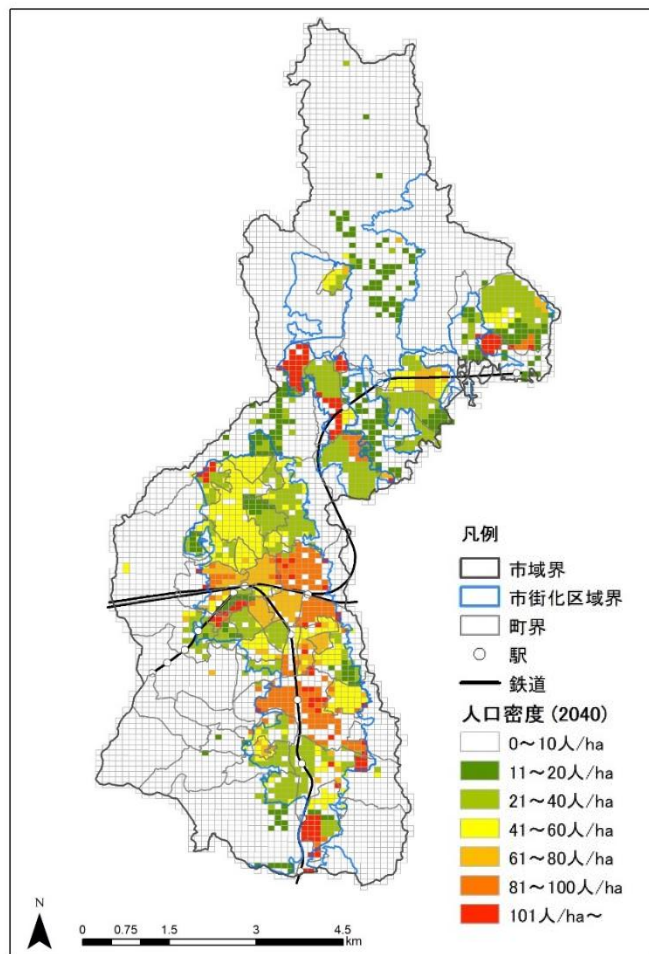 凡例
市域界
市街化区域界
町界
駅
鉄道
人口密度 (2040)
0～10人/ha
11～20人/ha
21～40人/ha
41～60人/ha
61～80人/ha
81～100人/ha
101人/ha～
N
0 0.75 1.5 3 4.5
km